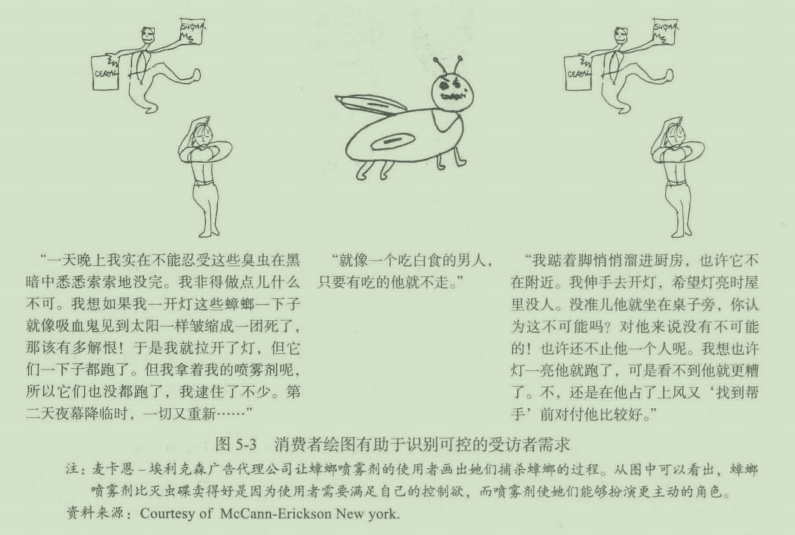 SUGAR
CEREAL
SUGAR
CEREAL
“一天晚上我实在不能忍受这些臭虫在黑
暗中悉悉索索地没完。我非得做点儿什么
不可。我想如果我一开灯这些蟑螂一下子
就像吸血鬼见到太阳一样皱缩成一团死了，
那该有多解恨！于是我就拉开了灯，但它
们一下子都跑了。但我拿着我的喷雾剂呢，
所以它们也没都跑了，我逮住了不少。第
二天夜幕降临时，一切又重新……”
“就像一个吃白食的男人，
只要有吃的他就不走。”
“我踮着脚悄悄溜进厨房，也许它不
在附近。我伸手去开灯，希望灯亮时屋
里没人。没准儿他就坐在桌子旁，你认
为这不可能吗？对他来说没有不可能
的！也许还不止他一个人呢。我想也许
灯一亮他就跑了，可是看不到他就更糟
了。不，还是在他占了上风又‘找到帮
手’前对付他比较好。”
图 5-3 消费者绘图有助于识别可控的受访者需求
注：麦卡恩－埃利克森广告代理公司让蟑螂喷雾剂的使用者画出她们捕杀蟑螂的过程。从图中可以看出，蟑螂
喷雾剂比灭虫碟卖得好是因为使用者需要满足自己的控制欲，而喷雾剂使她们能够扮演更主动的角色。
资料来源：Courtesy of McCann-Erickson New york.